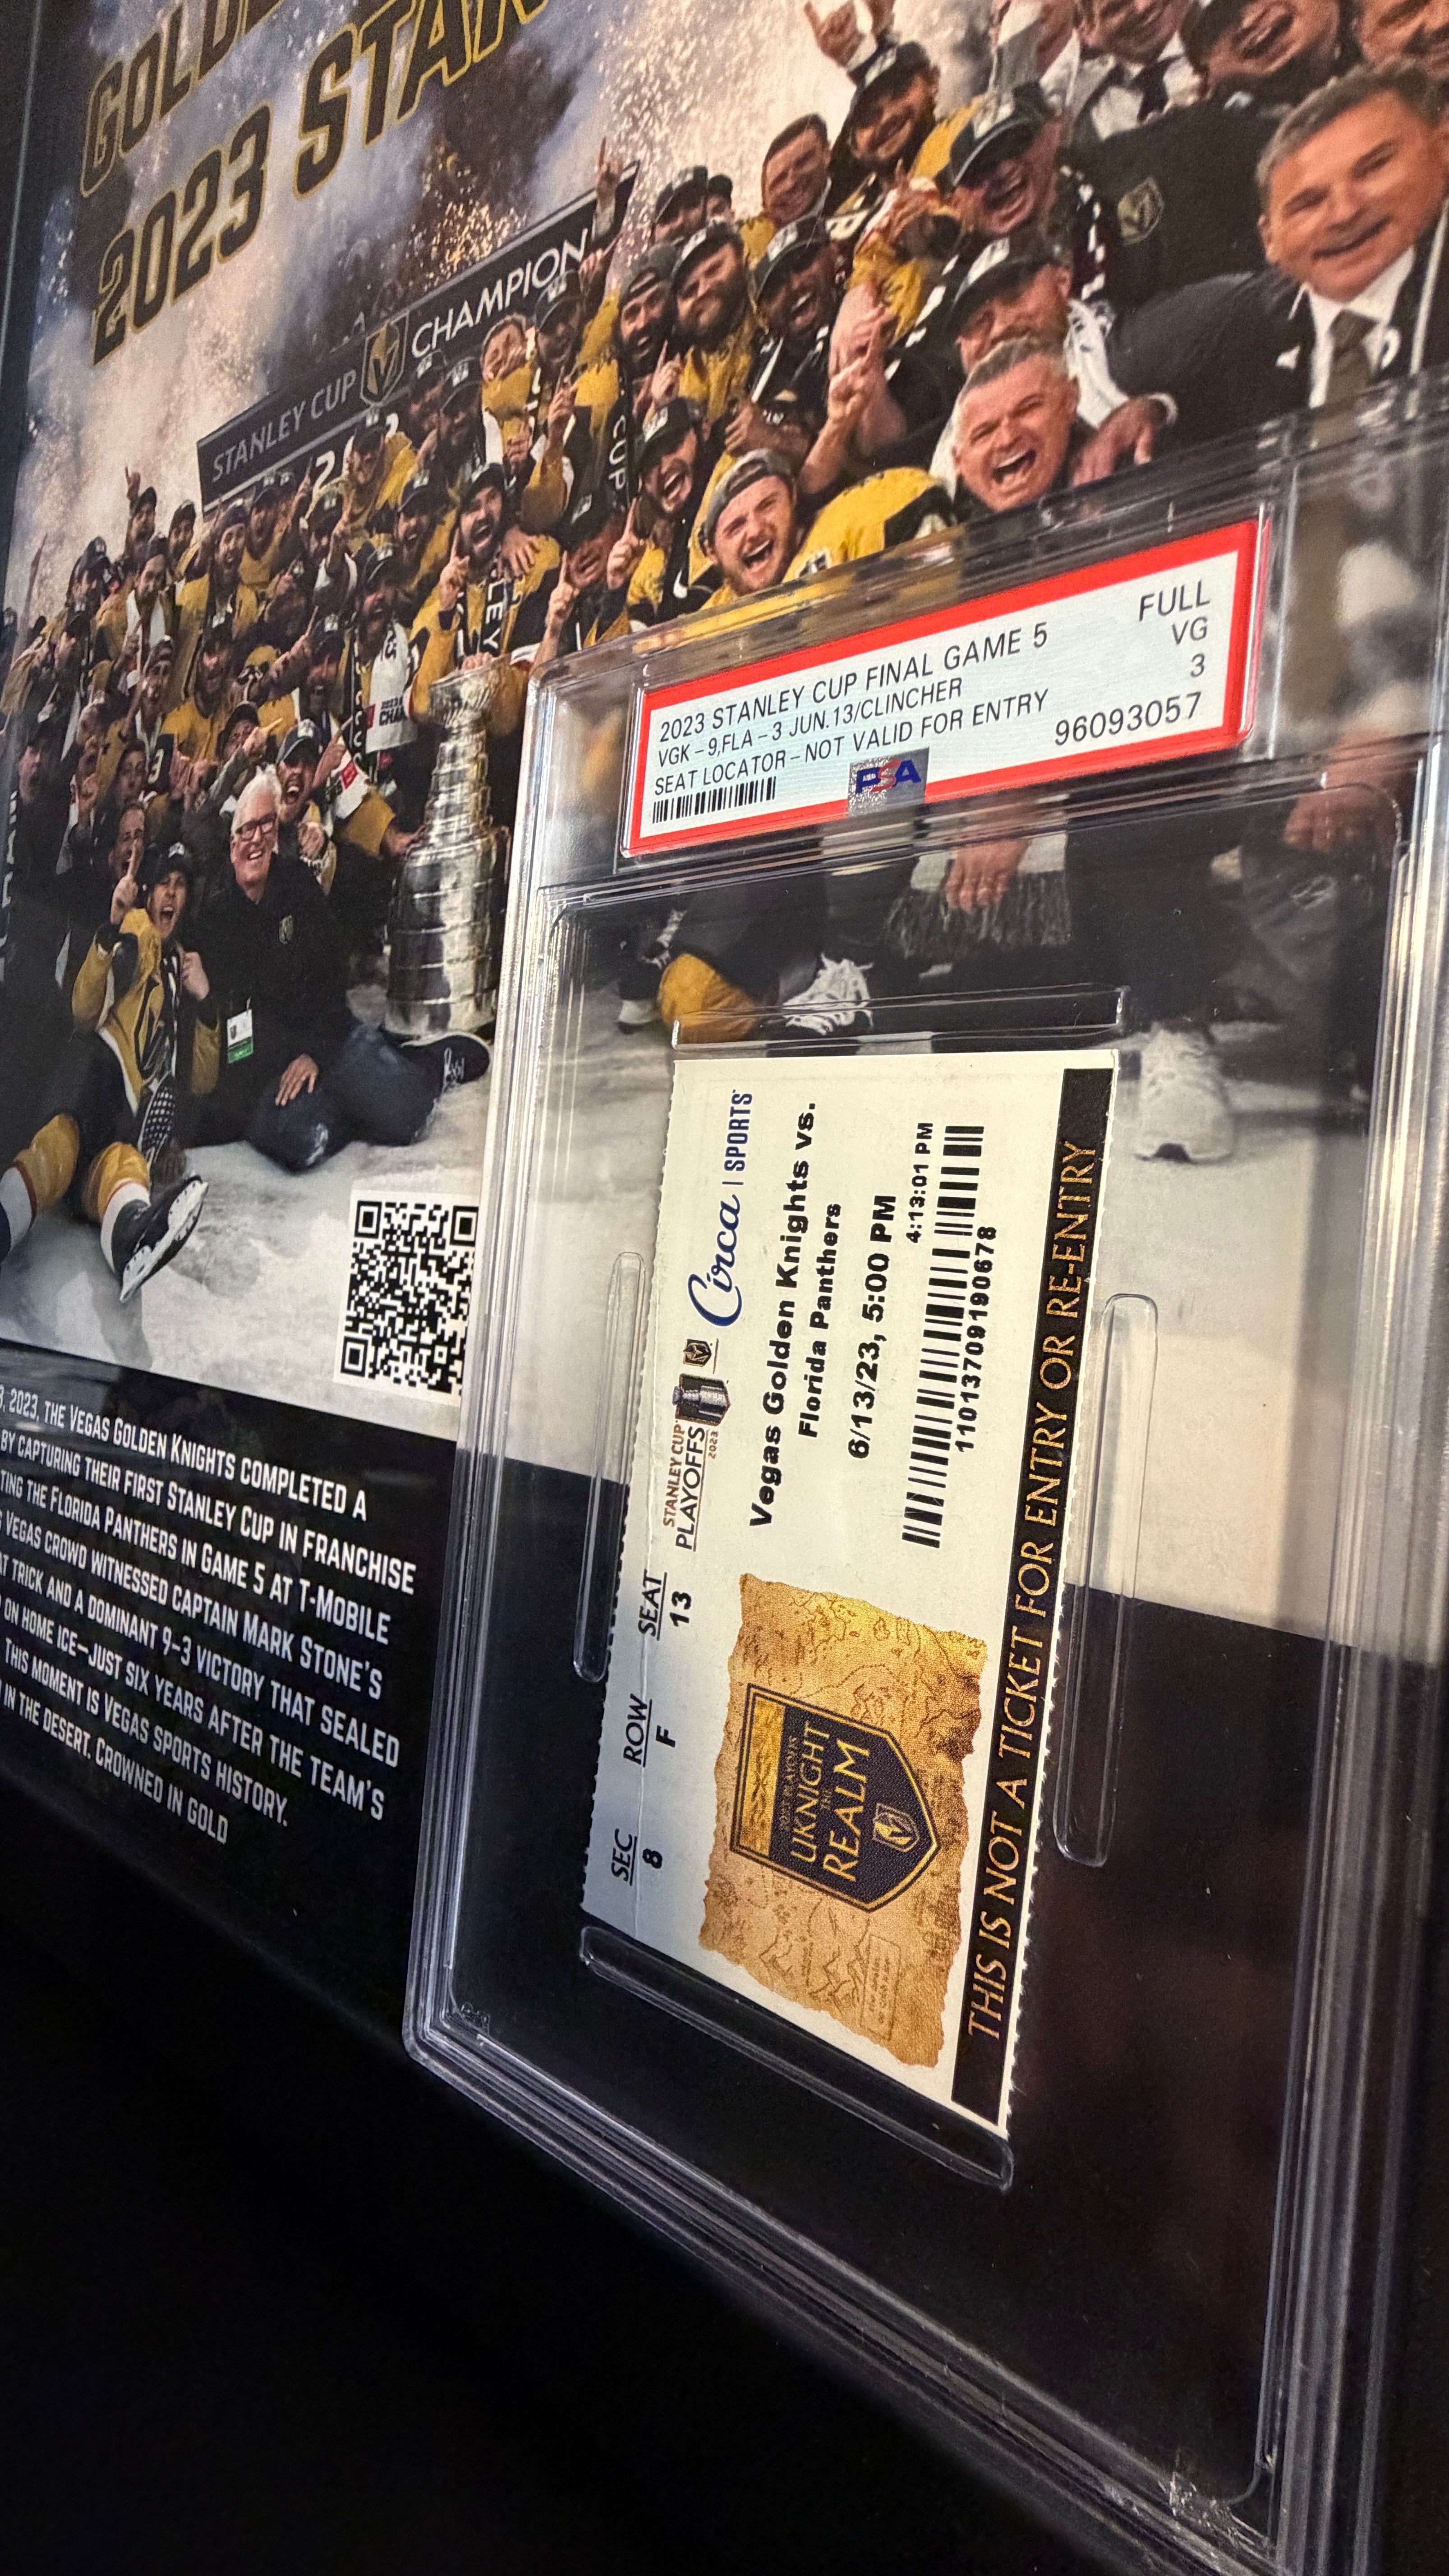 2023
STANLEY CUP CHAMPION
2023 STANLEY CUP FINAL GAME 5
FULL
VGK-9,FLA-3 JUN.13/CLINCHER
VG
SEAT LOCATOR-NOT VALID FOR ENTRY
3
PSA
96093057
STANLEY CUP
PLAYOFFS
2023
Circa | SPORTS
Vegas Golden Knights vs.
Florida Panthers
6/13/23, 5:00 PM
4:13:01 PM
11013709190678
SEC ROW SEAT
8 F 13
UKNIGHT
THE
REALM
THIS IS NOT A TICKET FOR ENTRY OR RE-ENTRY
, 2023, THE VEGAS GOLDEN KNIGHTS COMPLETED A
BY CAPTURING THEIR FIRST STANLEY CUP IN FRANCHISE
THE FLORIDA PANTHERS IN GAME 5 AT T-MOBILE
VEGAS CROWD WITNESSED CAPTAIN MARK STONE'S
TRICK AND A DOMINANT 9-3 VICTORY THAT SEALED
ON HOME ICE—JUST SIX YEARS AFTER THE TEAM'S
THIS MOMENT IS VEGAS SPORTS HISTORY.
IN THE DESERT. CROWNED IN GOLD